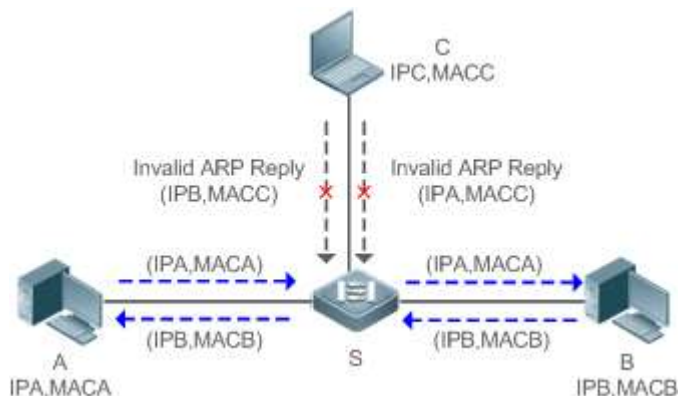 C
IPC,MACC
Invalid ARP Reply
(IPB,MACC)
Invalid ARP Reply
(IPA,MACC)
(IPA,MACA)
(IPA,MACA)
(IPB,MACB)
(IPB,MACB)
A
IPA,MACA
S
B
IPB,MACB